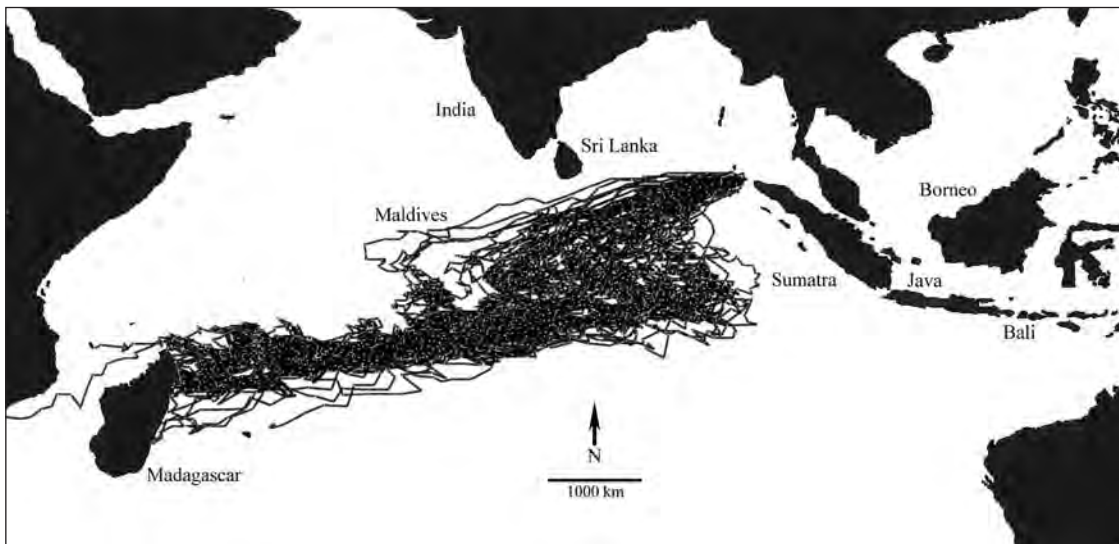 India
Sri Lanka
Maldives
Borneo
Sumatra
Java
Bali
Madagascar
N
1000 km